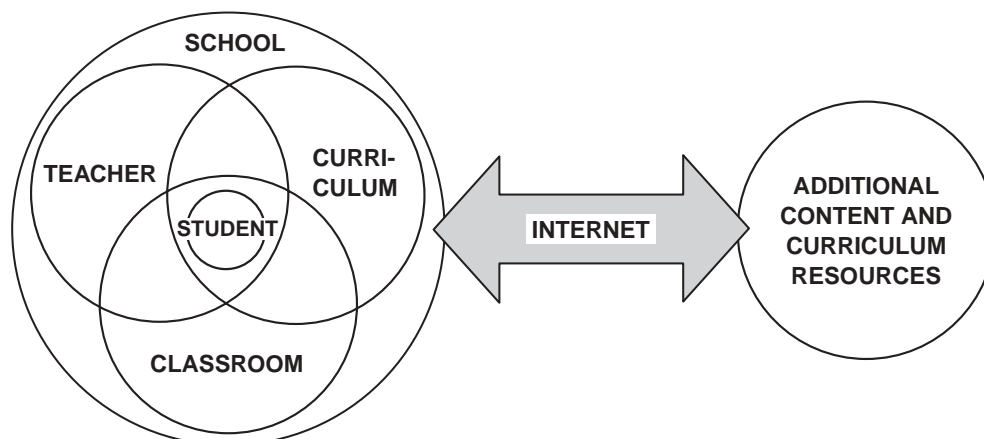 SCHOOL
TEACHER
CURRI-
CULUM
STUDENT
CLASSROOM
INTERNET
ADDITIONAL
CONTENT AND
CURRICULUM
RESOURCES